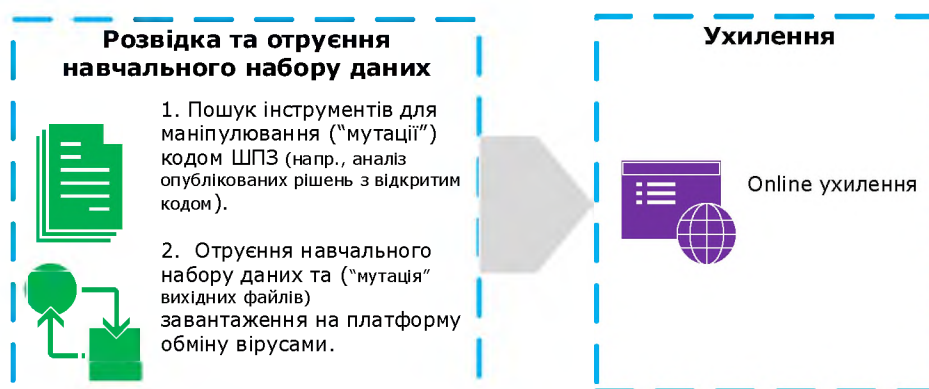 Розвідка та отруєння
навчального набору даних
1. Пошук інструментів для
маніпулювання (“мутації”)
кодом ШПЗ (напр., аналіз
опублікованих рішень з відкритим
кодом).
2. Отруєння навчального
набору даних та (“мутація”
вихідних файлів)
завантаження на платформу
обміну вірусами.
Ухилення
Online ухилення